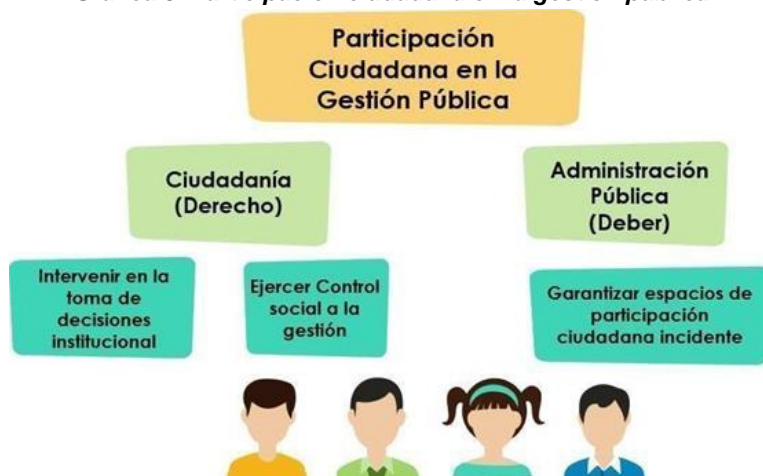 Participación
Ciudadana en la
Gestión Pública
Ciudadanía
(Derecho)
Administración
Pública
(Deber)
Intervenir en la
toma de
decisiones
institucional
Ejercer Control
social a la
gestión
Garantizar espacios de
participación
ciudadana incidente